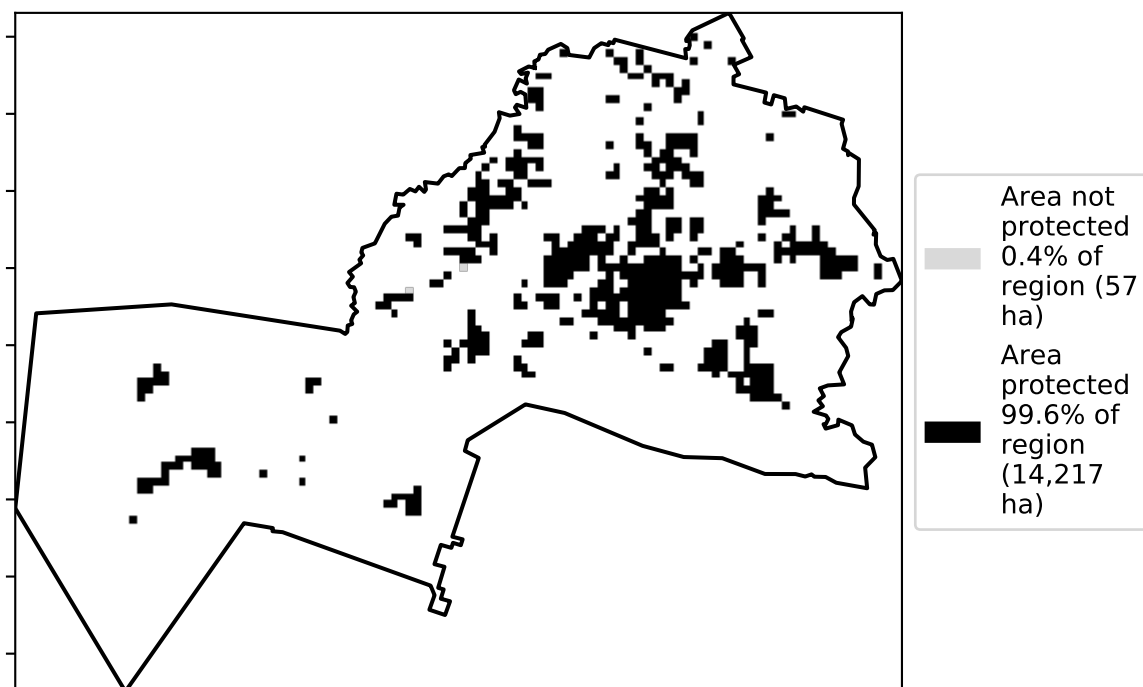 Area not
protected
0.4% of
region (57
ha)
Area
protected
99.6% of
region
(14,217
ha)